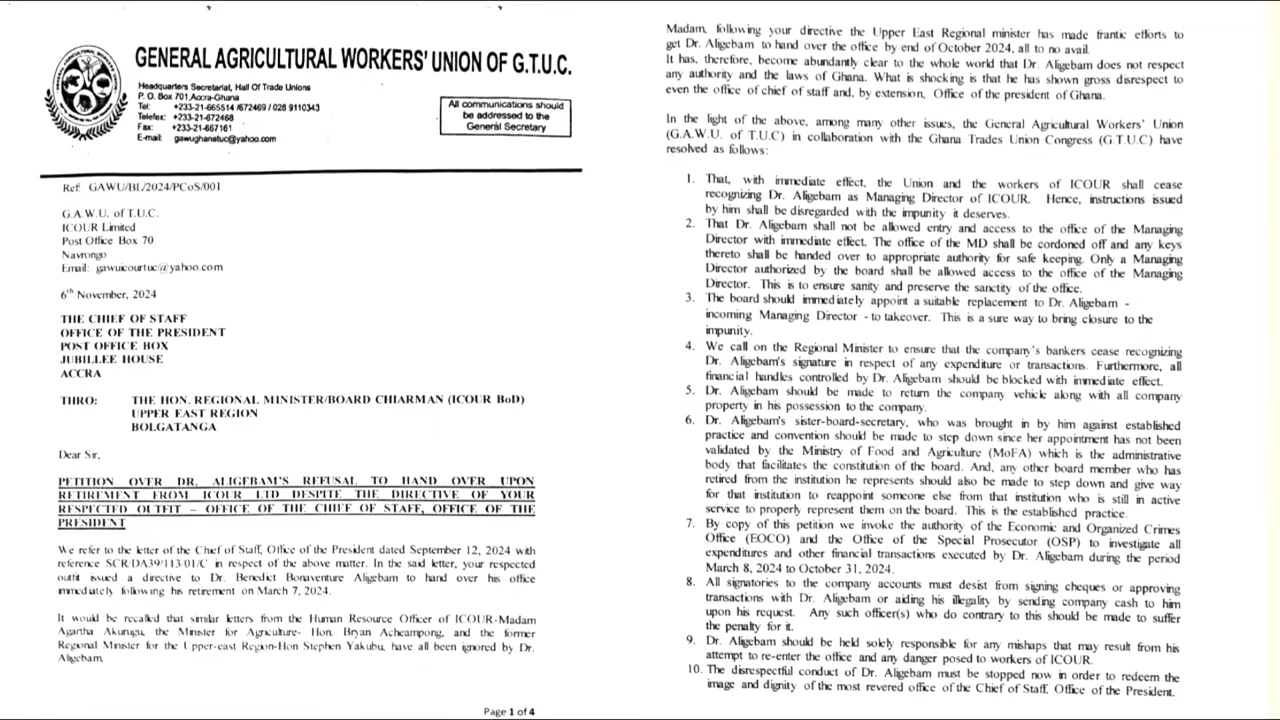 GENERAL AGRICULTURAL WORKERS' UNION OF G.T.U.C.
Headquarters Secretariat, Hall Of Trade Unions
P. O. Box 701, Accra-Ghana
Tel: +233-21-665514 /672469 / 028 9110343
Telefex: +233-21-672468
Fax: +233-21-667161
E-mail: gawughanatuc@yahoo.com
All communications should
be addressed to the
General Secretary
Ref: GAWU/BL/2024/PCoS/001
G.A.W.U. of T.U.C.
ICOUR Limited
Post Office Box 70
Navrongo
Email: gawuicourtuc@yahoo.com
6th November, 2024
THE CHIEF OF STAFF
OFFICE OF THE PRESIDENT
POST OFFICE BOX
JUBILLEE HOUSE
ACCRA
THRO: THE HON. REGIONAL MINISTER/BOARD CHIARMAN (ICOUR BoD)
UPPER EAST REGION
BOLGATANGA
Dear Sir,
PETITION OVER DR. ALIGEBAM'S REFUSAL TO HAND OVER UPON
RETIREMENT FROM ICOUR LTD DESPITE THE DIRECTIVE OF YOUR
RESPECTED OUTFIT – OFFICE OF THE CHIEF OF STAFF, OFFICE OF THE
PRESIDENT
We refer to the letter of the Chief of Staff, Office of the President dated September 12, 2024 with
reference SCR/DA39/113/01/C in respect of the above matter. In the said letter, your respected
outfit issued a directive to Dr. Benedict Bonaventure Aligebam to hand over his office
immediately following his retirement on March 7, 2024.
It would be recalled that similar letters from the Human Resource Officer of ICOUR-Madam
Agartha Akurugu, the Minister for Agriculture- Hon. Bryan Acheampong, and the former
Regional Minister for the Upper-east Region-Hon Stephen Yakubu, have all been ignored by Dr.
Aligebam.
Page 1 of 4
Madam, following your directive the Upper East Regional minister has made frantic efforts to
get Dr. Aligebam to hand over the office by end of October 2024, all to no avail.
It has, therefore, become abundantly clear to the whole world that Dr. Aligebam does not respect
any authority and the laws of Ghana. What is shocking is that he has shown gross disrespect to
even the office of chief of staff and, by extension, Office of the president of Ghana.
In the light of the above, among many other issues, the General Agricultural Workers' Union
(G.A.W.U. of T.U.C) in collaboration with the Ghana Trades Union Congress (G.T.U.C) have
resolved as follows:
1. That, with immediate effect, the Union and the workers of ICOUR shall cease
recognizing Dr. Aligebam as Managing Director of ICOUR. Hence, instructions issued
by him shall be disregarded with the impunity it deserves.
2. That Dr. Aligebam shall not be allowed entry and access to the office of the Managing
Director with immediate effect. The office of the MD shall be cordoned off and any keys
thereto shall be handed over to appropriate authority for safe keeping. Only a Managing
Director authorized by the board shall be allowed access to the office of the Managing
Director. This is to ensure sanity and preserve the sanctity of the office.
3. The board should immediately appoint a suitable replacement to Dr. Aligebam -
incoming Managing Director - to takeover. This is a sure way to bring closure to the
impunity.
4. We call on the Regional Minister to ensure that the company's bankers cease recognizing
Dr. Aligebam's signature in respect of any expenditure or transactions. Furthermore, all
financial handles controlled by Dr. Aligebam should be blocked with immediate effect.
5. Dr. Aligebam should be made to return the company vehicle along with all company
property in his possession to the company.
6. Dr. Aligebam's sister-board-secretary, who was brought in by him against established
practice and convention should be made to step down since her appointment has not been
validated by the Ministry of Food and Agriculture (MoFA) which is the administrative
body that facilitates the constitution of the board. And, any other board member who has
retired from the institution he represents should also be made to step down and give way
for that institution to reappoint someone else from that institution who is still in active
service to properly represent them on the board. This is the established practice.
7. By copy of this petition we invoke the authority of the Economic and Organized Crimes
Office (EOCO) and the Office of the Special Prosecutor (OSP) to investigate all
expenditures and other financial transactions executed by Dr. Aligebam during the period
March 8, 2024 to October 31, 2024.
8. All signatories to the company accounts must desist from signing cheques or approving
transactions with Dr. Aligebam or aiding his illegality by sending company cash to him
upon his request. Any such officer(s) who do contrary to this should be made to suffer
the penalty for it.
9. Dr. Aligebam should be held solely responsible for any mishaps that may result from his
attempt to re-enter the office and any danger posed to workers of ICOUR.
10. The disrespectful conduct of Dr. Aligebam must be stopped now in order to redeem the
image and dignity of the most revered office of the Chief of Staff, Office of the President.